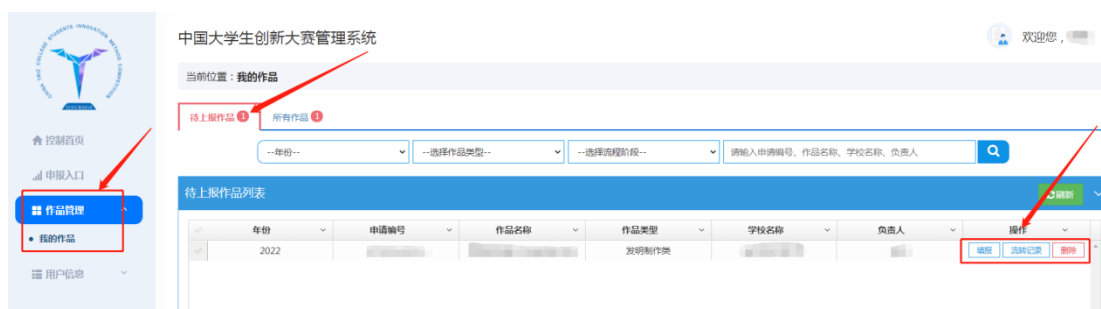 中国大学生创新大赛管理系统
欢迎您，
当前位置：我的作品
待上报作品 1 所有作品 1
控制首页
--年份-- --选择作品类型-- --选择流程阶段-- 请输入申请编号、作品名称、学校名称、负责人
申报入口
待上报作品列表 刷新
作品管理
我的作品
年份 申请编号 作品名称 作品类型 学校名称 负责人 操作
2022 发明制作类 填报 流转记录 删除
用户信息